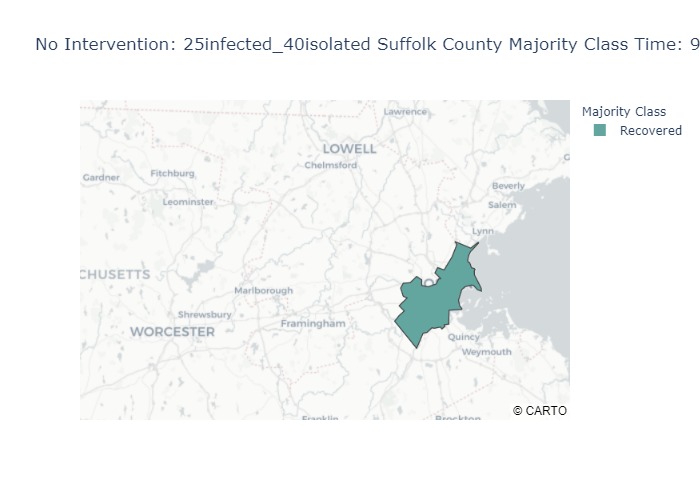 No Intervention: 25infected_40isolated Suffolk County Majority Class Time: 9
Majority Class
Recovered
Lawrence
LOWELL
Chelmsford
Gardner
Fitchburg
Beverly
Leominster
Salem
Lynn
CHUSETTS
Marlborough
Shrewsbury
Framingham
WORCESTER
Quincy
Weymouth
Franklin
Brockton
© CARTO